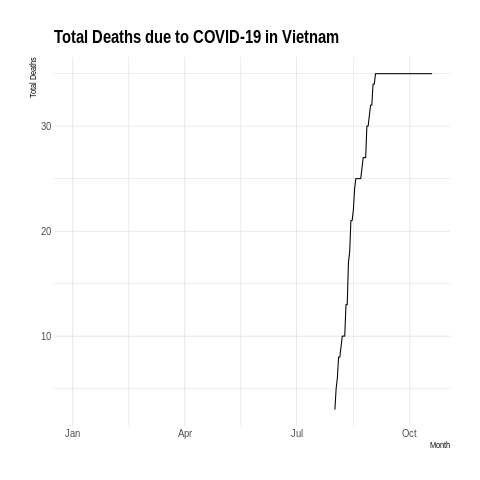 Total Deaths due to COVID-19 in Vietnam
Total Deaths
30
20
10
Jan Apr Jul Oct
Month